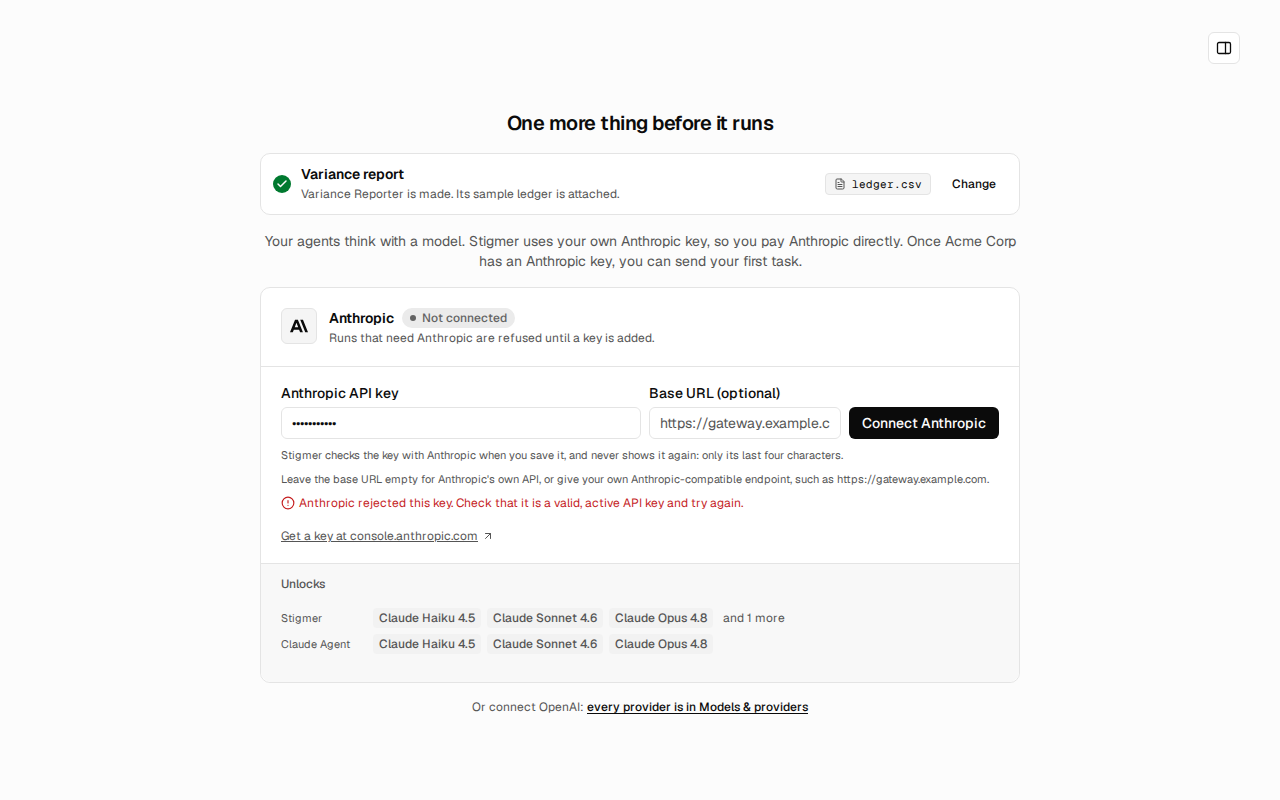 One more thing before it runs
Variance report
Variance Reporter is made. Its sample ledger is attached.
ledger.csv
Change
Your agents think with a model. Stigmer uses your own Anthropic key, so you pay Anthropic directly. Once Acme Corp
has an Anthropic key, you can send your first task.
Anthropic
Not connected
Runs that need Anthropic are refused until a key is added.
Anthropic API key
Base URL (optional)
•••••••••••
https://gateway.example.c
Connect Anthropic
Stigmer checks the key with Anthropic when you save it, and never shows it again: only its last four characters.
Leave the base URL empty for Anthropic's own API, or give your own Anthropic-compatible endpoint, such as https://gateway.example.com.
Anthropic rejected this key. Check that it is a valid, active API key and try again.
Get a key at console.anthropic.com
Unlocks
Stigmer Claude Haiku 4.5 Claude Sonnet 4.6 Claude Opus 4.8 and 1 more
Claude Agent Claude Haiku 4.5 Claude Sonnet 4.6 Claude Opus 4.8
Or connect OpenAI: every provider is in Models & providers